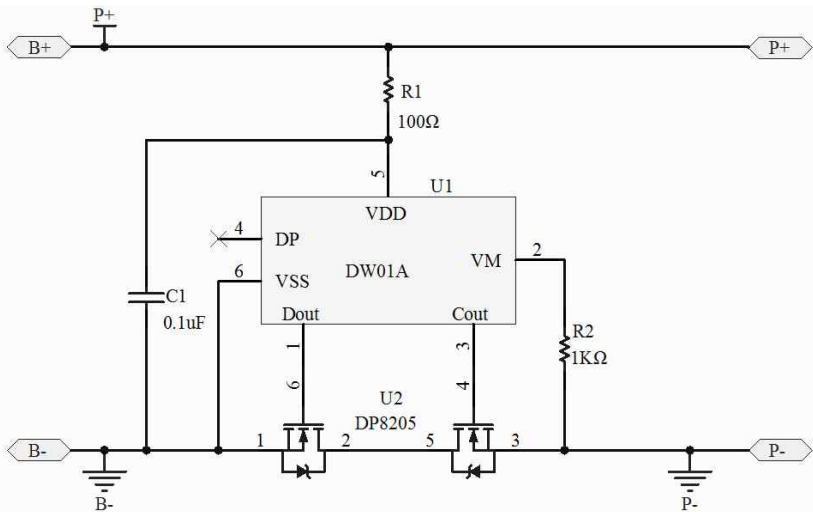 P+
B+
P+
R1
100Ω
5
U1
VDD
4
DP
6
VSS
DW01A
VM
2
C1
0.1uF
Dout
Cout
1
3
R2
1KΩ
6
4
U2
DP8205
B-
1
2
5
3
P-
B-
P-